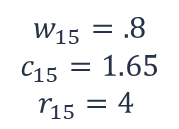 w₁₅ = .8
c₁₅ = 1.65
r₁₅ = 4